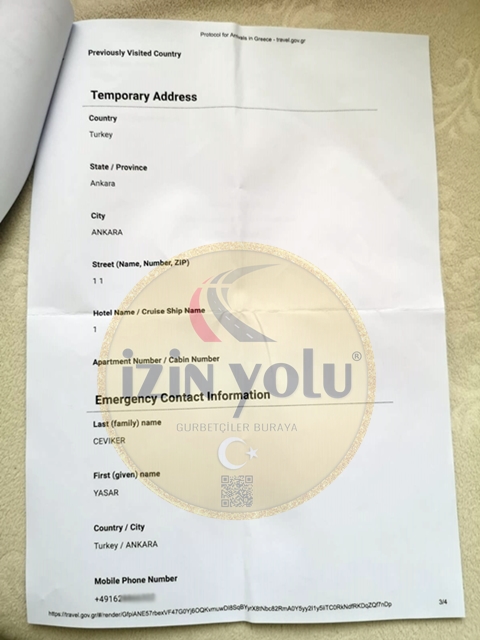 Protocol for Arrivals in Greece - travel.gov.gr
Previously Visited Country
Temporary Address
Country
Turkey
State / Province
Ankara
City
ANKARA
Street (Name, Number, ZIP)
1 1
Hotel Name / Cruise Ship Name
1
Apartment Number / Cabin Number
izin yolu®
Emergency Contact Information
Last (family) name
CEVIKER
GURBETÇİLER BURAYA
First (given) name
YASAR
Country / City
Turkey / ANKARA
Mobile Phone Number
+49162
3/4